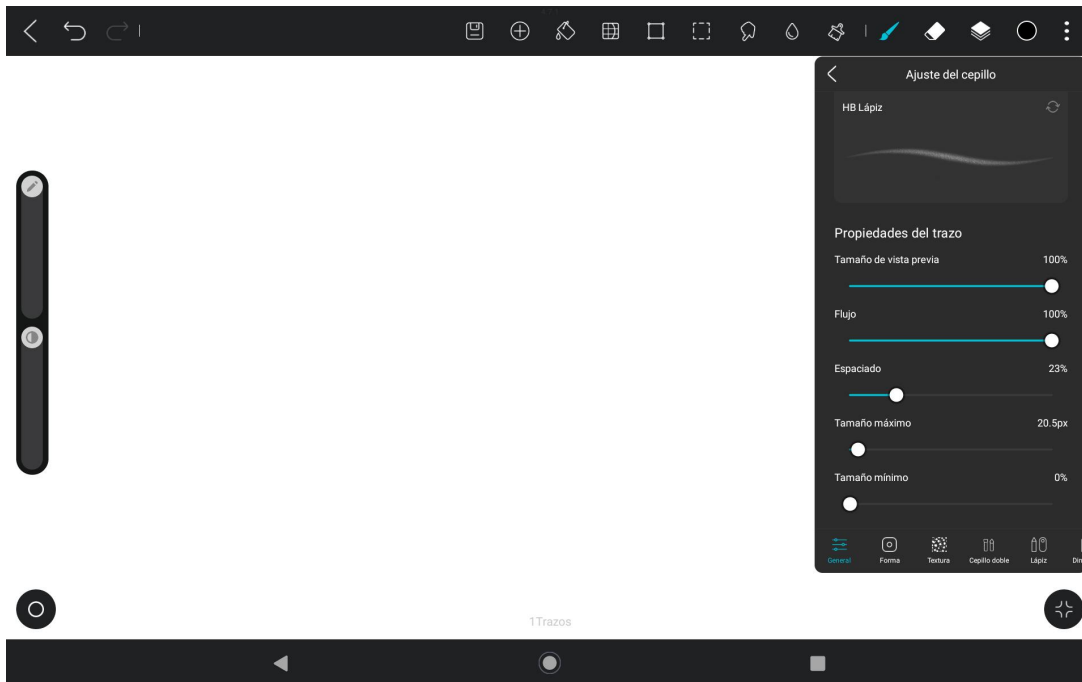 Ajuste del cepillo
HB Lápiz
Propiedades del trazo
Tamaño de vista previa 100%
Flujo 100%
Espaciado 23%
Tamaño máximo 20.5px
Tamaño mínimo 0%
General Forma Textura Cepillo doble Lápiz Din
1Trazos